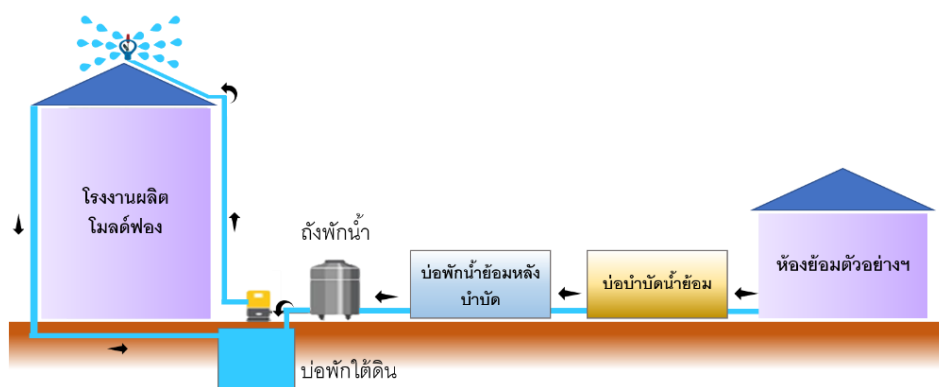 โรงงานผลิต
โมลด์ฟอง
ถังพักน้ำ
บ่อพักน้ำย้อมหลัง
บำบัด
บ่อบำบัดน้ำย้อม
ห้องย้อมตัวอย่างฯ
บ่อพักใต้ดิน